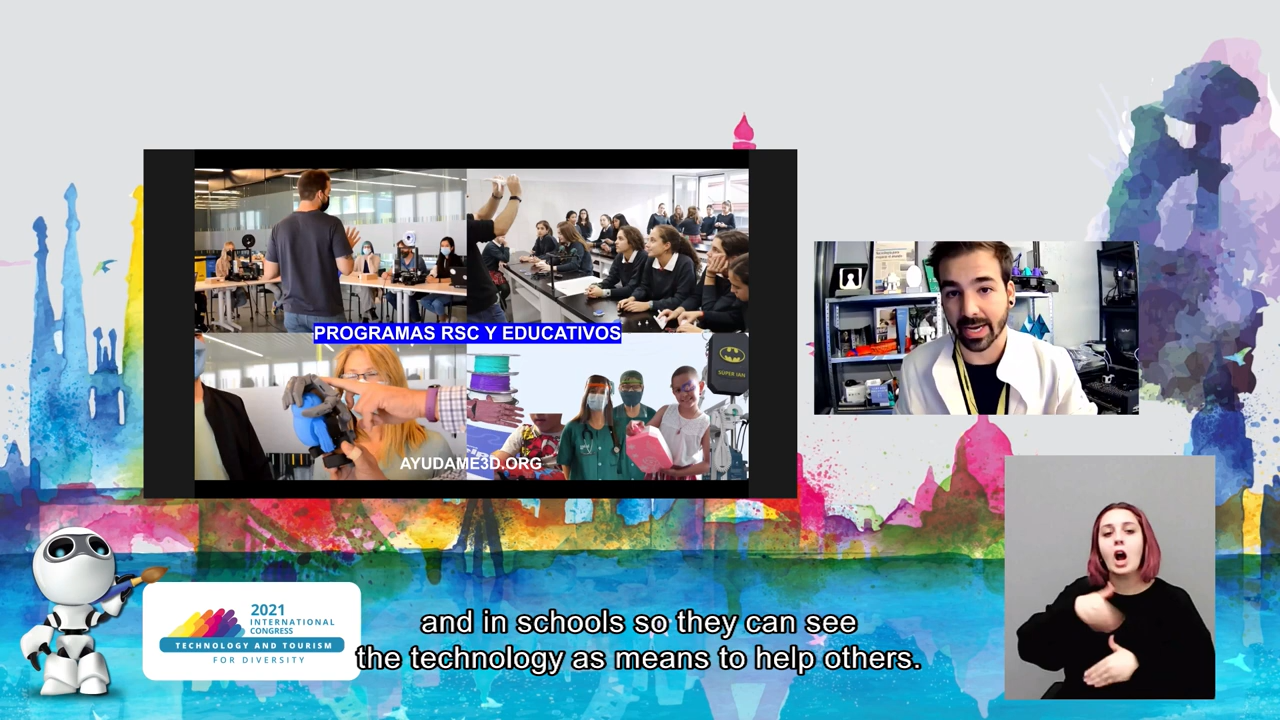 PROGRAMAS RSC Y EDUCATIVOS
SUPER IAN
AYUDAME3D.ORG
2021
INTERNATIONAL
CONGRESS
TECHNOLOGY AND TOURISM
FOR DIVERSITY
and in schools so they can see
the technology as means to help others.